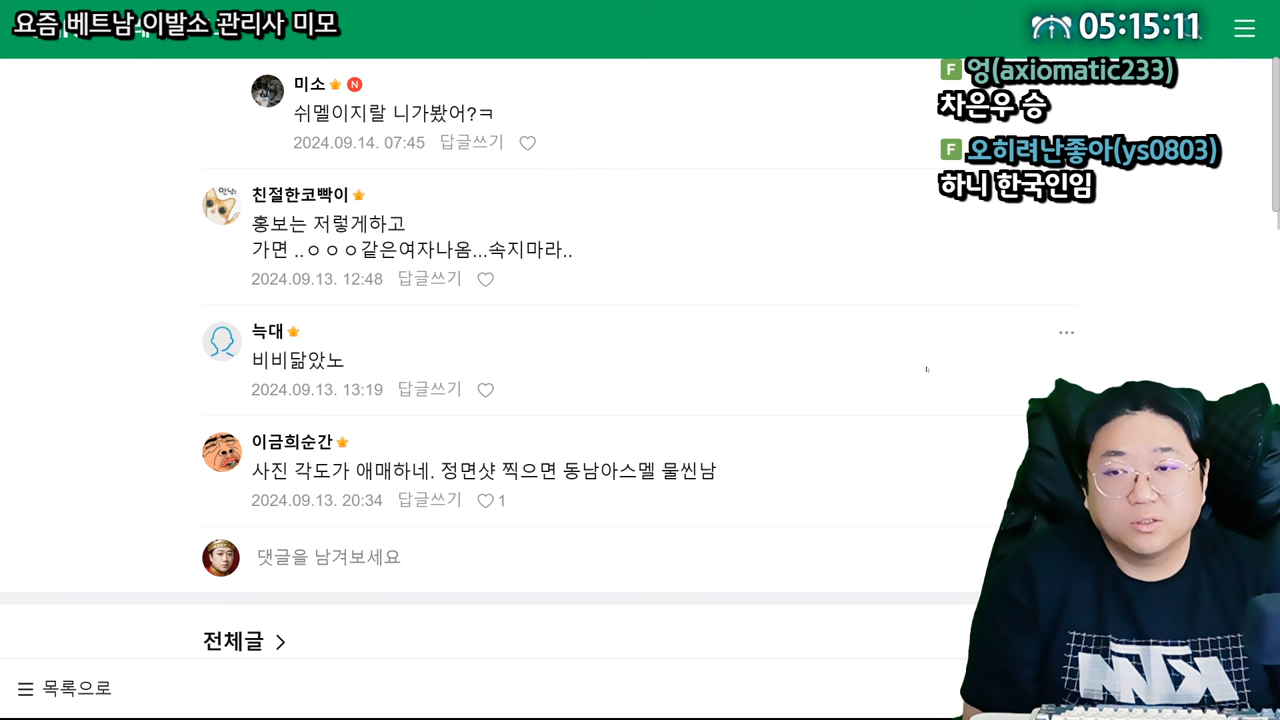 요즘 베트남 이발소 관리사 미모
05:15:11
미소 N
쉬멜이지랄 니가봤어?ㅋ
2024.09.14. 07:45 답글쓰기
친절한코빡이
홍보는 저렇게하고
가면 ..ㅇㅇㅇ같은여자나옴...속지마라..
2024.09.13. 12:48 답글쓰기
늑대
비비닮았노
2024.09.13. 13:19 답글쓰기
이금희순간
사진 각도가 애매하네. 정면샷 찍으면 동남아스멜 물씬남
2024.09.13. 20:34 답글쓰기 1
댓글을 남겨보세요
전체글 >
목록으로
F 엉(axiomatic233)
차은우 승
F 오히려난좋아(ys0803)
하니 한국인임